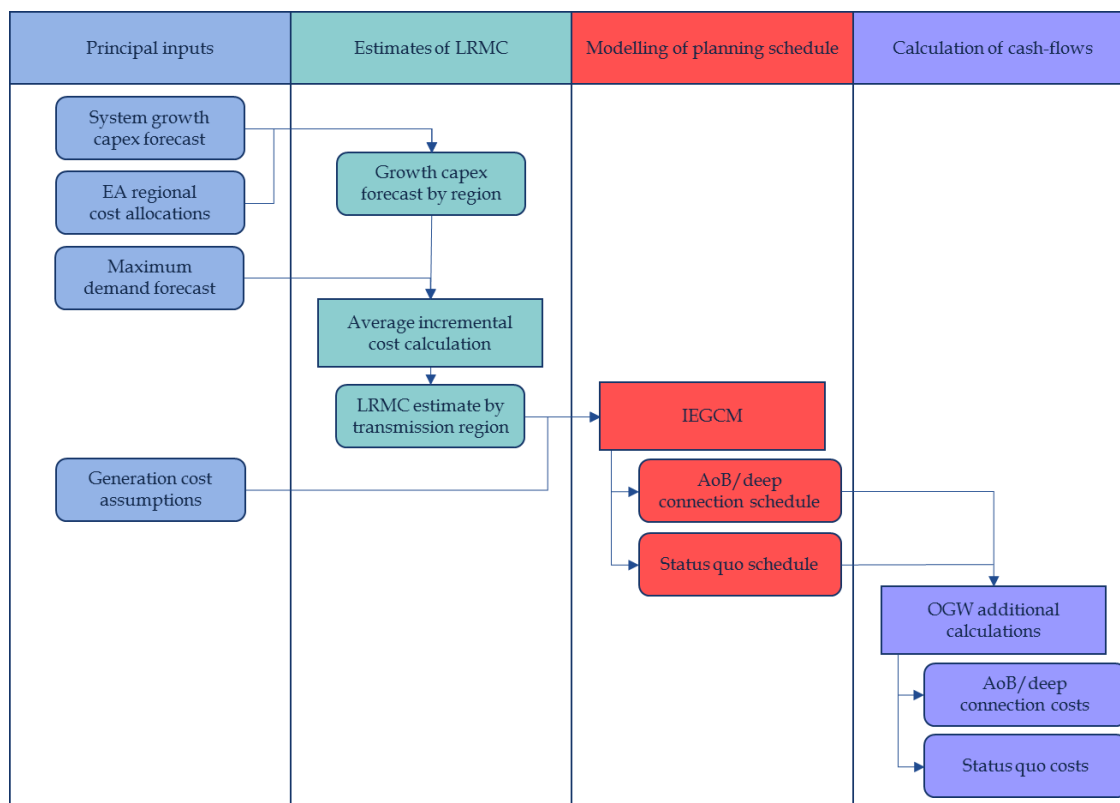 Principal inputs
Estimates of LRMC
Modelling of planning schedule
Calculation of cash-flows
System growth
capex forecast
EA regional
cost allocations
Growth capex
forecast by region
Maximum
demand forecast
Average incremental
cost calculation
LRMC estimate by
transmission region
IEGCM
Generation cost
assumptions
AoB/deep
connection schedule
Status quo schedule
OGW additional
calculations
AoB/deep
connection costs
Status quo costs